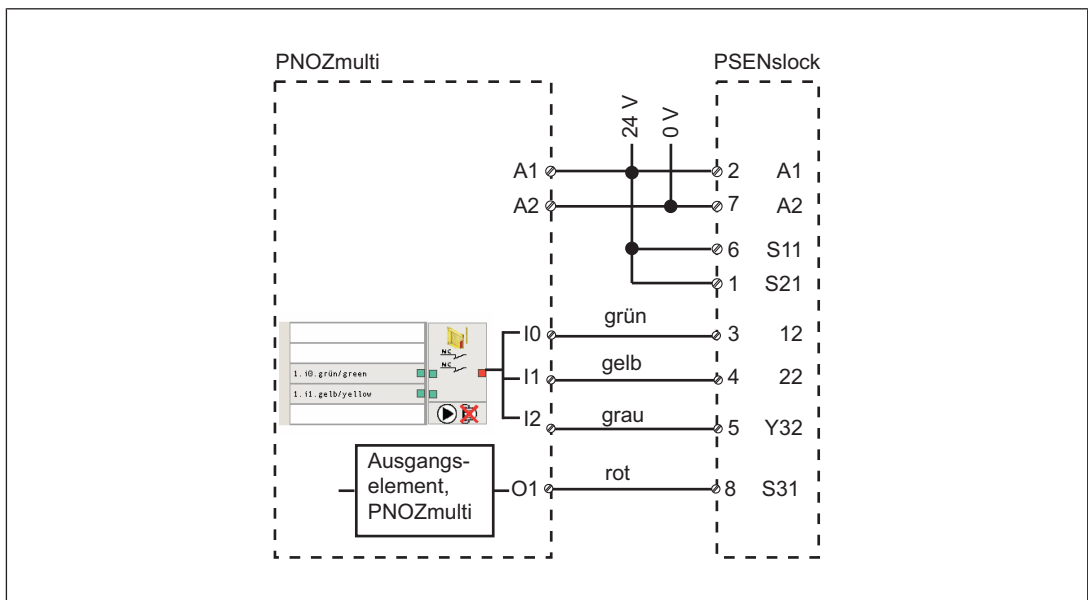 PNOZmulti
PSENslock
24 V
0 V
A1
2 A1
A2
7 A2
6 S11
1 S21
NC
NC
1.i0.grün/green
1.i1.gelb/yellow
I0
grün
3 12
I1
gelb
4 22
I2
grau
5 Y32
Ausgangs-
element,
PNOZmulti
O1
rot
8 S31